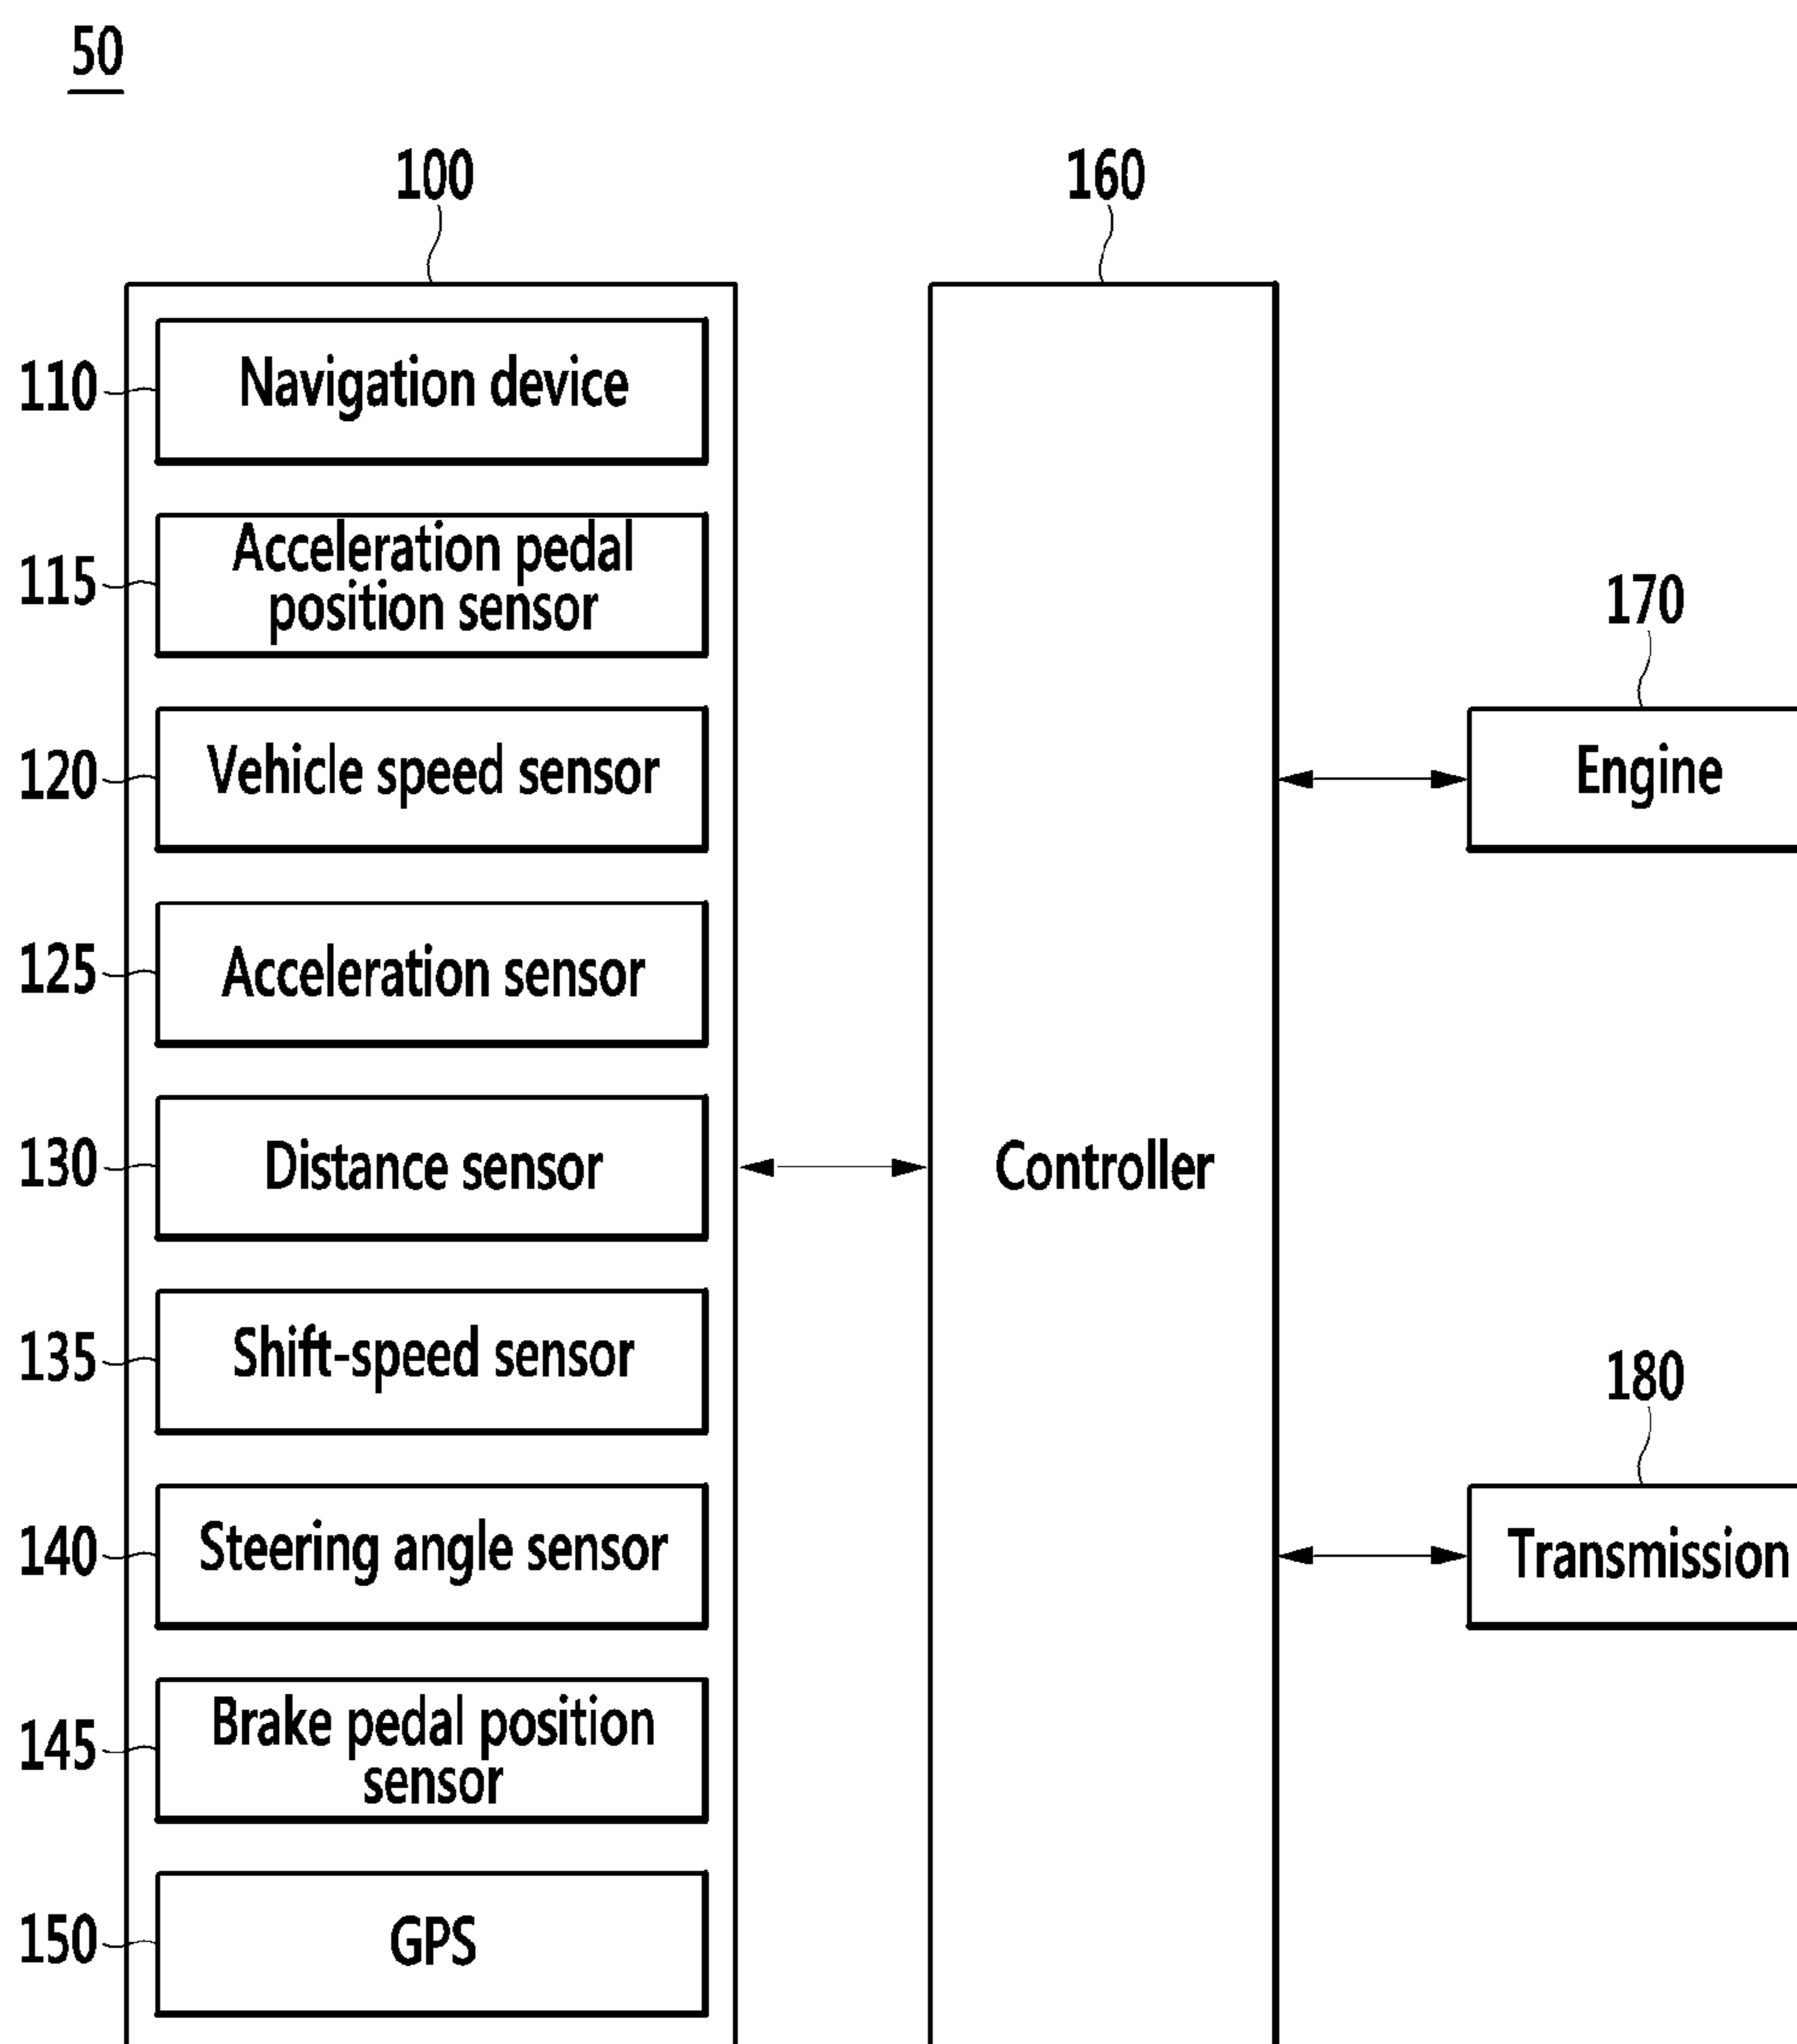 50
100
160
110
Navigation device
115
Acceleration pedal
position sensor
170
120
Vehicle speed sensor
Engine
125
Acceleration sensor
130
Distance sensor
Controller
135
Shift-speed sensor
180
140
Steering angle sensor
Transmission
145
Brake pedal position
sensor
150
GPS